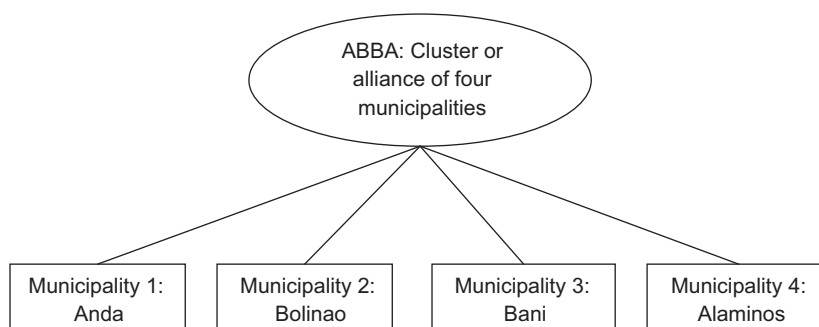 ABBA: Cluster or
alliance of four
municipalities
Municipality 1:
Anda
Municipality 2:
Bolinao
Municipality 3:
Bani
Municipality 4:
Alaminos